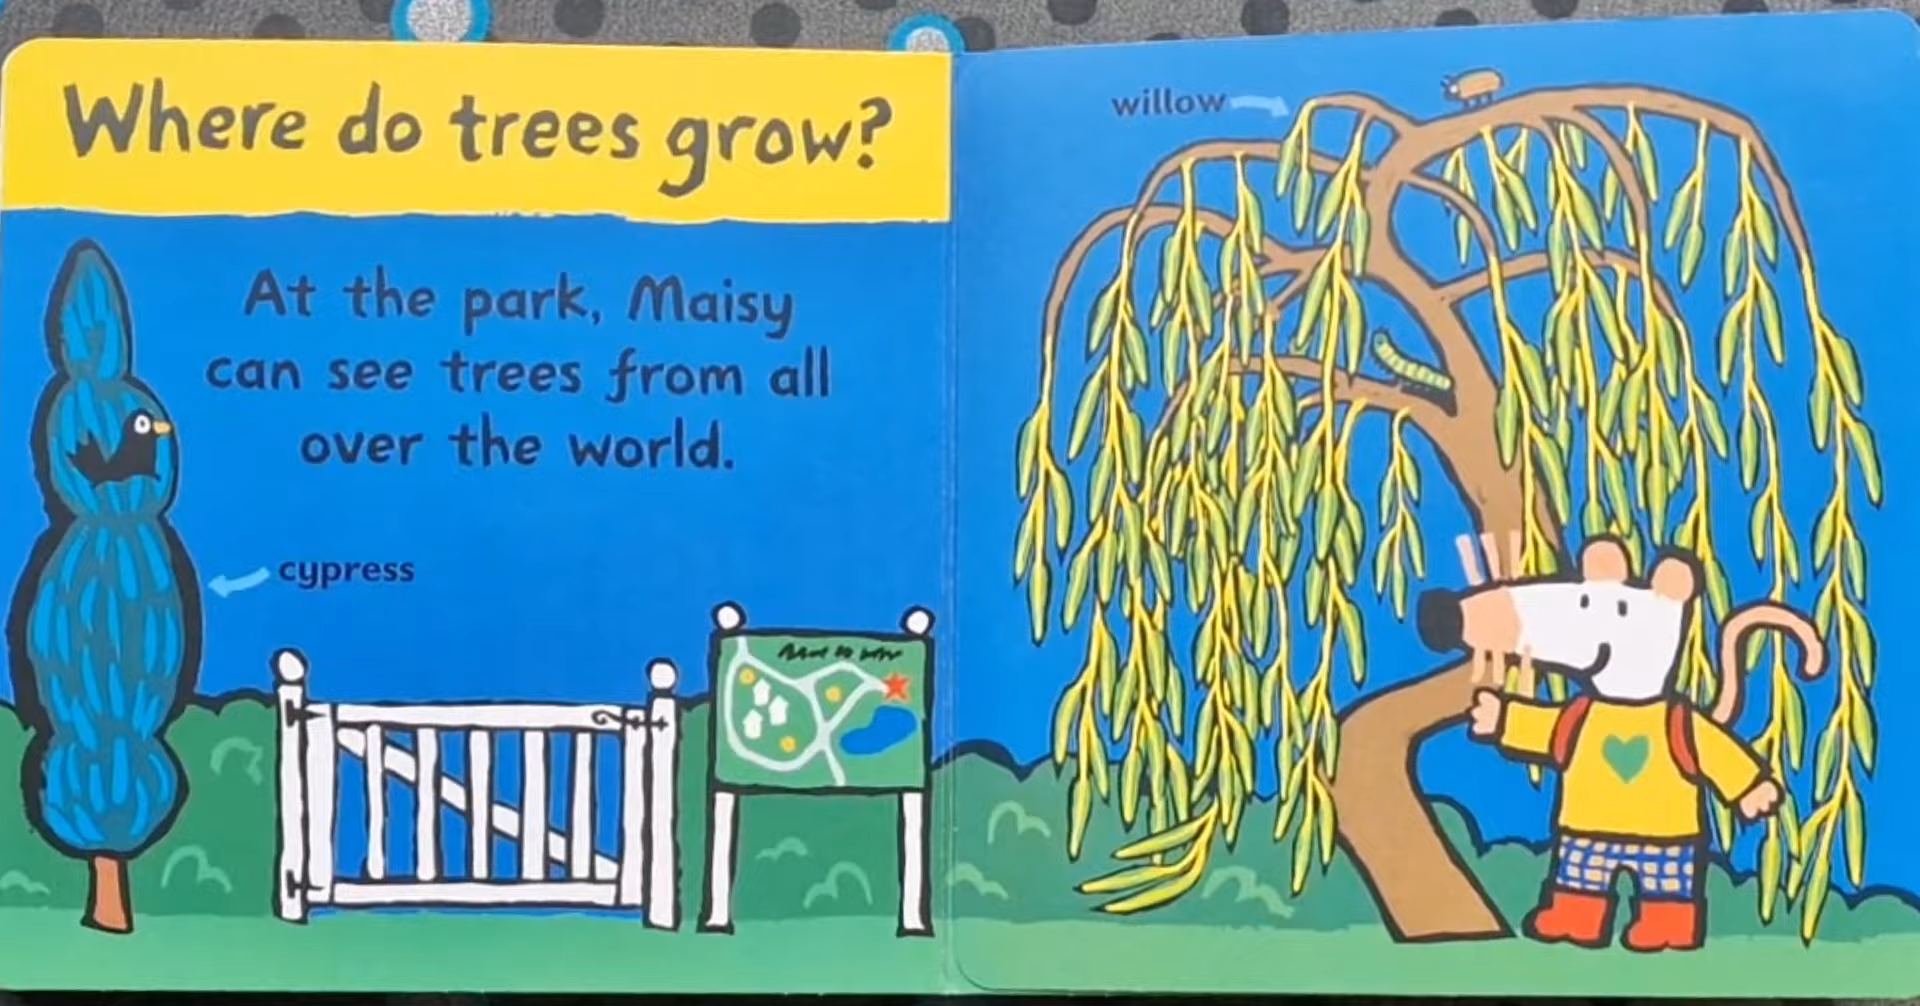 Where do trees grow?
At the park, Maisy
can see trees from all
over the world.
cypress
willow